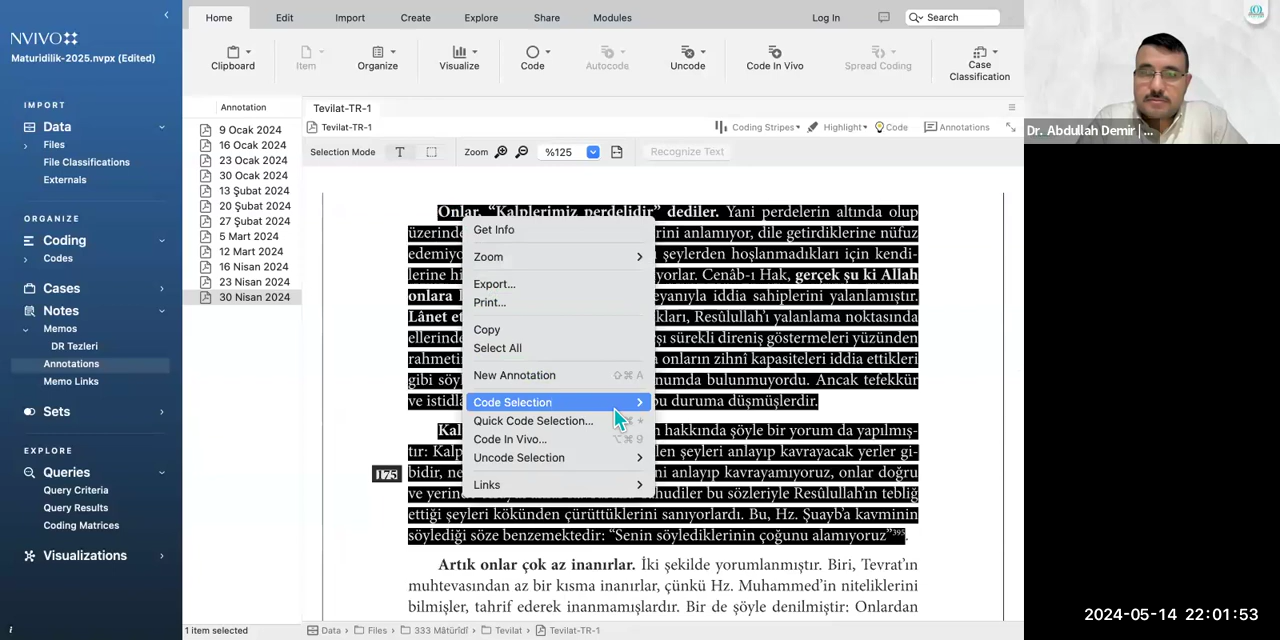 Home Edit Import Create Explore Share Modules Log In Search
NVIVO
Maturidilik-2025.nvpx (Edited)
Clipboard Item Organize Visualize Code Autocode Uncode Code In Vivo Spread Coding Case Classification
IMPORT
Data
Files
File Classifications
Externals
ORGANIZE
Coding
Codes
Cases
Notes
Memos
DR Tezleri
Annotations
Memo Links
Sets
EXPLORE
Queries
Query Criteria
Query Results
Coding Matrices
Visualizations
Annotation
9 Ocak 2024
16 Ocak 2024
23 Ocak 2024
30 Ocak 2024
13 Şubat 2024
20 Şubat 2024
27 Şubat 2024
5 Mart 2024
12 Mart 2024
16 Nisan 2024
23 Nisan 2024
30 Nisan 2024
1 item selected
Tevilat-TR-1
Tevilat-TR-1 Coding Stripes Highlight Code Annotations
Selection Mode T Zoom %125 Recognize Text
Onlar, “Kalplerimiz perdelidir” dediler. Yani perdelerin altında olup
üzerinde rini anlamıyor, dile getirdiklerine nüfuz
edemiyo şeylerden hoşlanmadıkları için kendi-
lerine hi yorlar. Cenâb-ı Hak, gerçek şu ki Allah
onlara eyanıyla iddia sahiplerini yalanlamıştır.
Lânet et kları, Resûlullah’ı yalanlama noktasında
ellerinde şı sürekli direniş göstermeleri yüzünden
rahmeti a onların zihnî kapasiteleri iddia ettikleri
gibi söy numda bulunmuyordu. Ancak tefekkür
ve istidla bu duruma düşmüşlerdir.
Kal n hakkında şöyle bir yorum da yapılmış-
tır: Kalp len şeyleri anlayıp kavrayacak yerler gi-
[175] bidir, ne ni anlayıp kavrayamıyoruz, onlar doğru
ve yerin hudiler bu sözleriyle Resûlullah’ın tebliğ
ettiği şeyleri kökünden çürüttüklerini sanıyorlardı. Bu, Hz. Şuayb’a kavminin
söylediği söze benzemektedir: “Senin söylediklerinin çoğunu alamıyoruz”³⁹⁵.
Artık onlar çok az inanırlar. İki şekilde yorumlanmıştır. Biri, Tevrat’ın
muhtevasından az bir kısma inanırlar, çünkü Hz. Muhammed’in niteliklerini
bilmişler, tahrif ederek inanmamışlardır. Bir de şöyle denilmiştir: Onlardan
Get Info
Zoom
Export...
Print...
Copy
Select All
New Annotation ⇧⌘ A
Code Selection
Quick Code Selection... ⌘ *
Code In Vivo... ⌥⌘ 9
Uncode Selection
Links
Data › Files › 333 Mâtürîdî › Tevilat › Tevilat-TR-1
Dr. Abdullah Demir | ...
2024-05-14 22:01:53